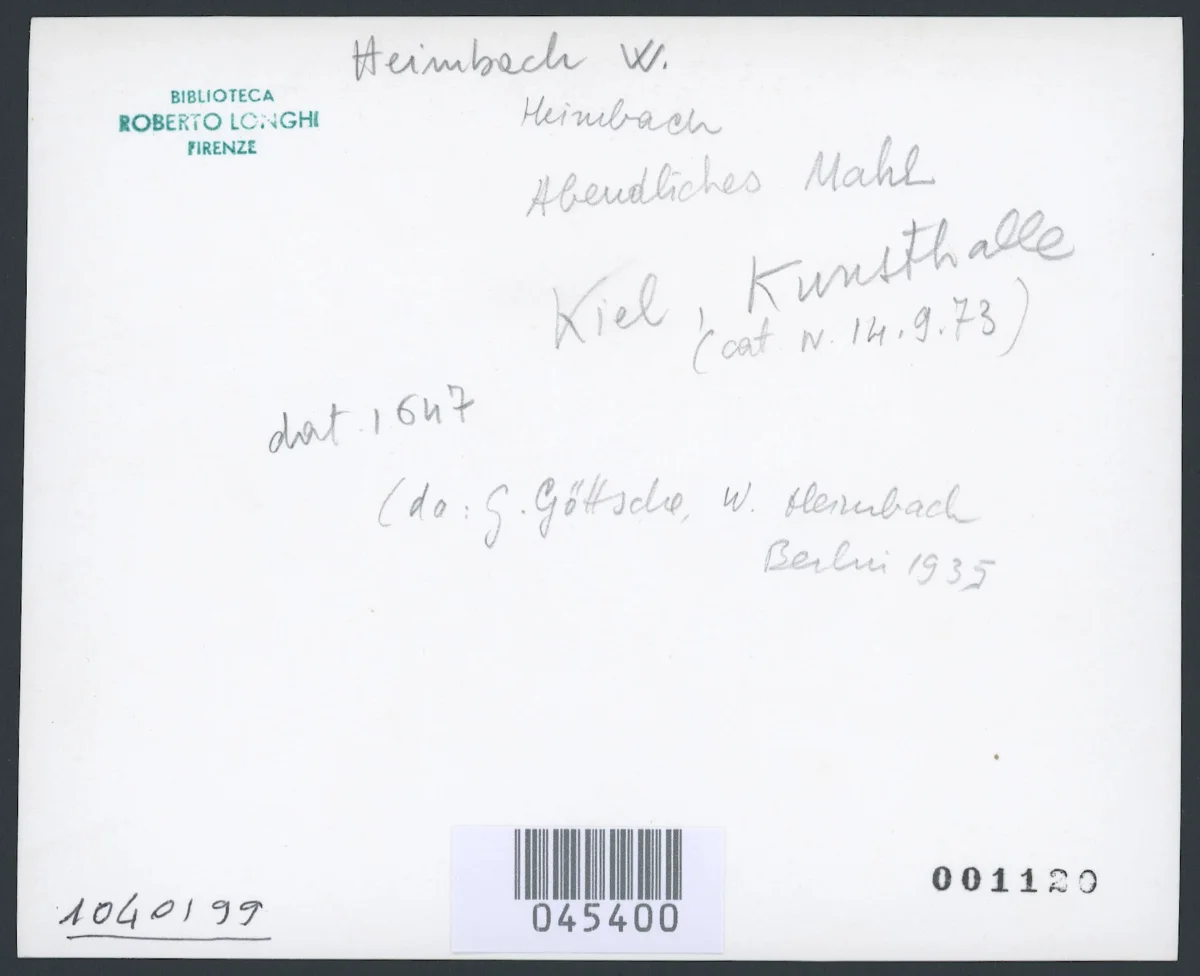 Heimbach W.
BIBLIOTECA
ROBERTO LONGHI
FIRENZE
Heimbach
Abendliches Mahl
Kiel, Kunsthalle
(cat. N. 14.9.73)
dat. 1647
(da: G. Göttsche, W. Heimbach
Berlin 1935
001120
1040199
045400